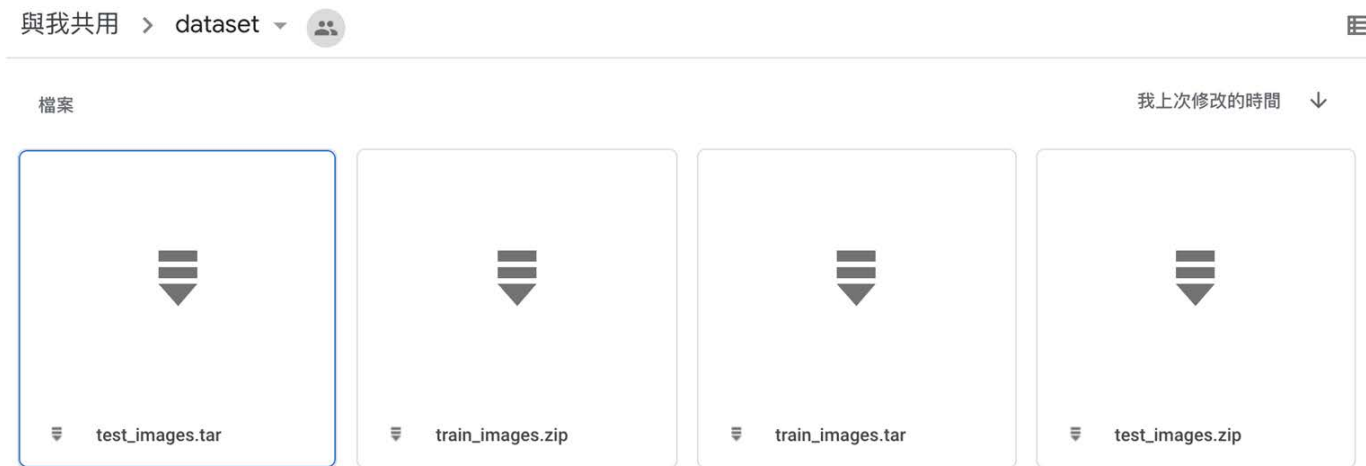 與我共用 dataset
檔案 我上次修改的時間
test_images.tar train_images.zip train_images.tar test_images.zip